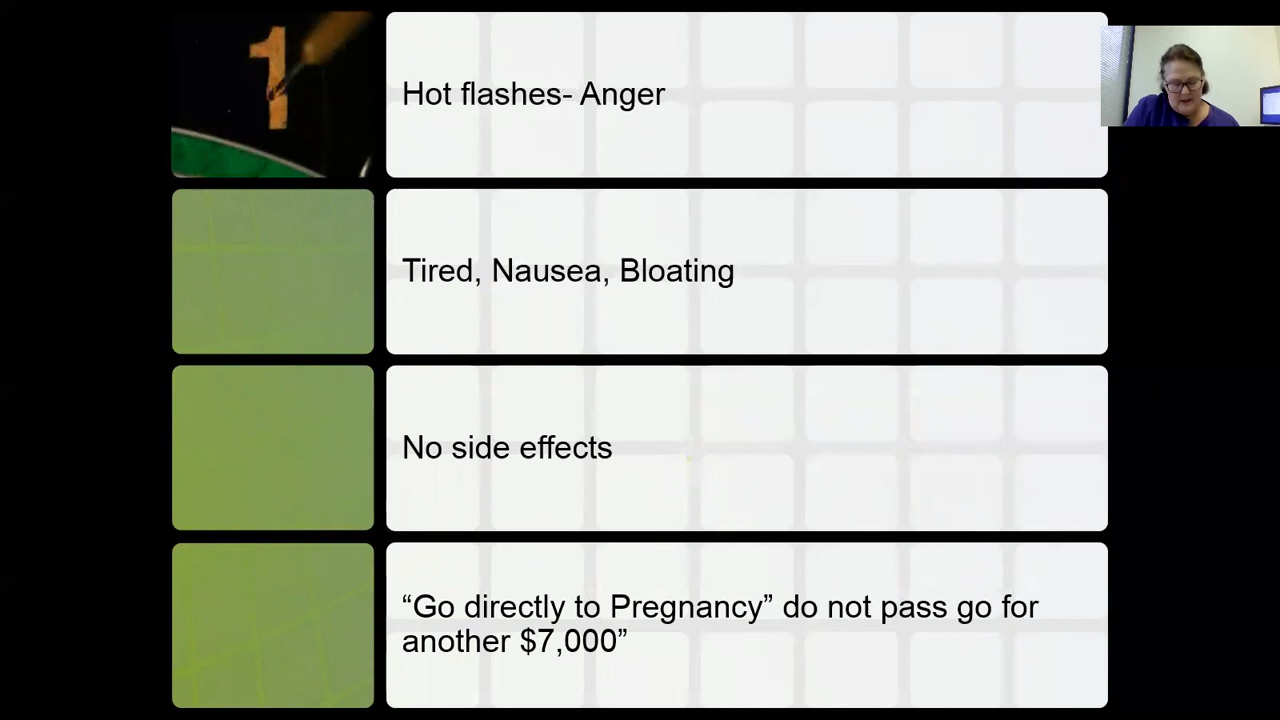 1
Hot flashes- Anger
Tired, Nausea, Bloating
No side effects
“Go directly to Pregnancy” do not pass go for
another $7,000”